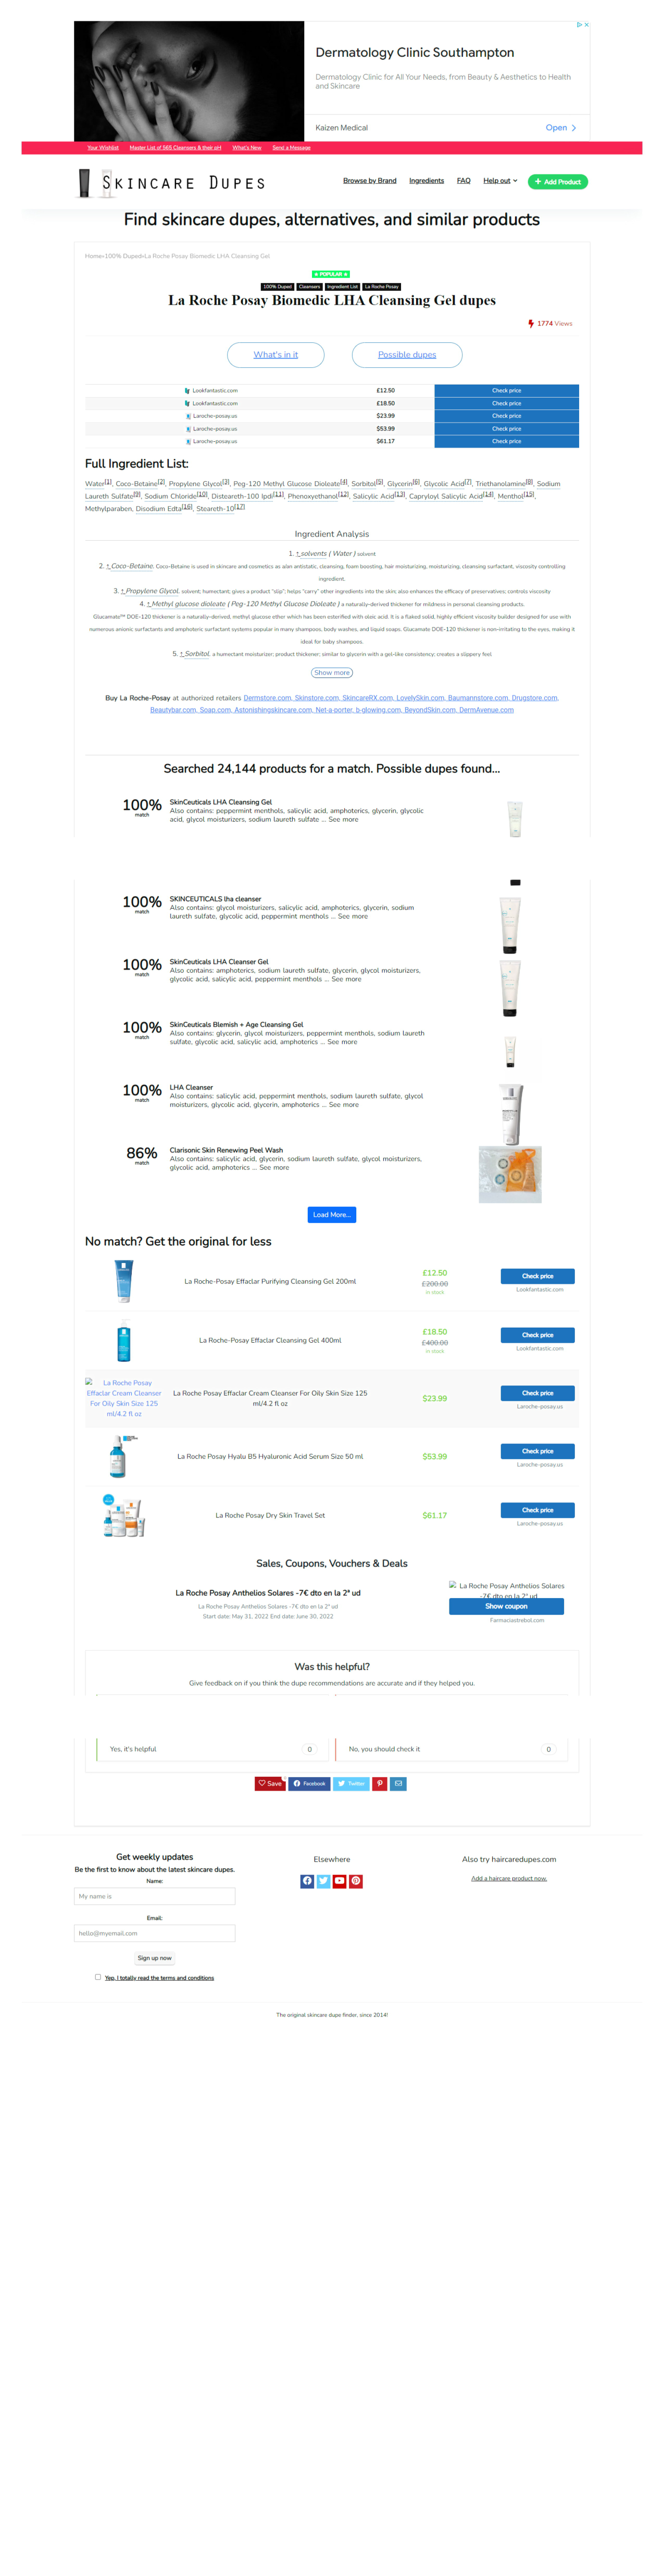 Dermatology Clinic Southampton
Dermatology Clinic for All Your Needs, from Beauty & Aesthetics to Health
and Skincare
Kaizen Medical
Open
Your Wishlist Master List of 565 Cleansers & their pH What's New Send a Message
SKINCARE DUPES
Browse by Brand Ingredients FAQ Help out + Add Product
Find skincare dupes, alternatives, and similar products
Home»100% Duped»La Roche Posay Biomedic LHA Cleansing Gel
POPULAR
100% Duped Cleansers Ingredient List La Roche Posay
La Roche Posay Biomedic LHA Cleansing Gel dupes
1774 Views
What's in it Possible dupes
Lookfantastic.com £12.50 Check price
Lookfantastic.com £18.50 Check price
Laroche-posay.us $23.99 Check price
Laroche-posay.us $53.99 Check price
Laroche-posay.us $61.17 Check price
Full Ingredient List:
Water[1], Coco-Betaine[2], Propylene Glycol[3], Peg-120 Methyl Glucose Dioleate[4], Sorbitol[5], Glycerin[6], Glycolic Acid[7], Triethanolamine[8], Sodium
Laureth Sulfate[9], Sodium Chloride[10], Disteareth-100 Ipdi[11], Phenoxyethanol[12], Salicylic Acid[13], Capryloyl Salicylic Acid[14], Menthol[15],
Methylparaben, Disodium Edta[16], Steareth-10[17]
Ingredient Analysis
1. ↑ solvents ( Water ) solvent
2. ↑ Coco-Betaine. Coco-Betaine is used in skincare and cosmetics as alan antistatic, cleansing, foam boosting, hair moisturizing, moisturizing, cleansing surfactant, viscosity controlling
ingredient.
3. ↑ Propylene Glycol. solvent; humectant, gives a product "slip"; helps "carry" other ingredients into the skin; also enhances the efficacy of preservatives; controls viscosity
4. ↑ Methyl glucose dioleate ( Peg-120 Methyl Glucose Dioleate ) a naturally-derived thickener for mildness in personal cleansing products.
Glucamate™ DOE-120 thickener is a naturally-derived, methyl glucose ether which has been esterified with oleic acid. It is a flaked solid, highly efficient viscosity builder designed for use with
numerous anionic surfactants and amphoteric surfactant systems popular in many shampoos, body washes, and liquid soaps. Glucamate DOE-120 thickener is non-irritating to the eyes, making it
ideal for baby shampoos.
5. ↑ Sorbitol. a humectant moisturizer; product thickener; similar to glycerin with a gel-like consistency; creates a slippery feel
Show more
Buy La Roche-Posay at authorized retailers Dermstore.com, Skinstore.com, SkincareRX.com, LovelySkin.com, Baumannstore.com, Drugstore.com,
Beautybar.com, Soap.com, Astonishingskincare.com, Net-a-porter, b-glowing.com, BeyondSkin.com, DermAvenue.com
Searched 24,144 products for a match. Possible dupes found...
100%
match
SkinCeuticals LHA Cleansing Gel
Also contains: peppermint menthols, salicylic acid, amphoterics, glycerin, glycolic
acid, glycol moisturizers, sodium laureth sulfate ... See more
100%
match
SKINCEUTICALS lha cleanser
Also contains: glycol moisturizers, salicylic acid, amphoterics, glycerin, sodium
laureth sulfate, glycolic acid, peppermint menthols ... See more
100%
match
SkinCeuticals LHA Cleanser Gel
Also contains: amphoterics, sodium laureth sulfate, glycerin, glycol moisturizers,
glycolic acid, salicylic acid, peppermint menthols ... See more
100%
match
SkinCeuticals Blemish + Age Cleansing Gel
Also contains: glycerin, glycol moisturizers, peppermint menthols, sodium laureth
sulfate, glycolic acid, salicylic acid, amphoterics ... See more
100%
match
LHA Cleanser
Also contains: salicylic acid, peppermint menthols, sodium laureth sulfate, glycol
moisturizers, glycolic acid, glycerin, amphoterics ... See more
86%
match
Clarisonic Skin Renewing Peel Wash
Also contains: salicylic acid, glycerin, sodium laureth sulfate, glycol moisturizers,
glycolic acid, amphoterics ... See more
Load More...
No match? Get the original for less
La Roche-Posay Effaclar Purifying Cleansing Gel 200ml
£12.50
£200.00
in stock
Check price
Lookfantastic.com
La Roche-Posay Effaclar Cleansing Gel 400ml
£18.50
£400.00
in stock
Check price
Lookfantastic.com
La Roche Posay
Effaclar Cream Cleanser
For Oily Skin Size 125
ml/4.2 fl oz
La Roche Posay Effaclar Cream Cleanser For Oily Skin Size 125
ml/4.2 fl oz
$23.99
Check price
Laroche-posay.us
La Roche Posay Hyalu B5 Hyaluronic Acid Serum Size 50 ml
$53.99
Check price
Laroche-posay.us
La Roche Posay Dry Skin Travel Set
$61.17
Check price
Laroche-posay.us
Sales, Coupons, Vouchers & Deals
La Roche Posay Anthelios Solares -7€ dto en la 2ª ud
La Roche Posay Anthelios Solares -7€ dto en la 2ª ud
Start date: May 31, 2022 End date: June 30, 2022
La Roche Posay Anthelios Solares
-7€ dto en la 2ª ud
Show coupon
Farmaciastrebol.com
Was this helpful?
Give feedback on if you think the dupe recommendations are accurate and if they helped you.
Yes, it's helpful 0
No, you should check it 0
Save Facebook Twitter
Get weekly updates
Be the first to know about the latest skincare dupes.
Name:
My name is
Email:
hello@myemail.com
Sign up now
Yep, I totally read the terms and conditions
Elsewhere
Also try haircaredupes.com
Add a haircare product now.
The original skincare dupe finder, since 2014!